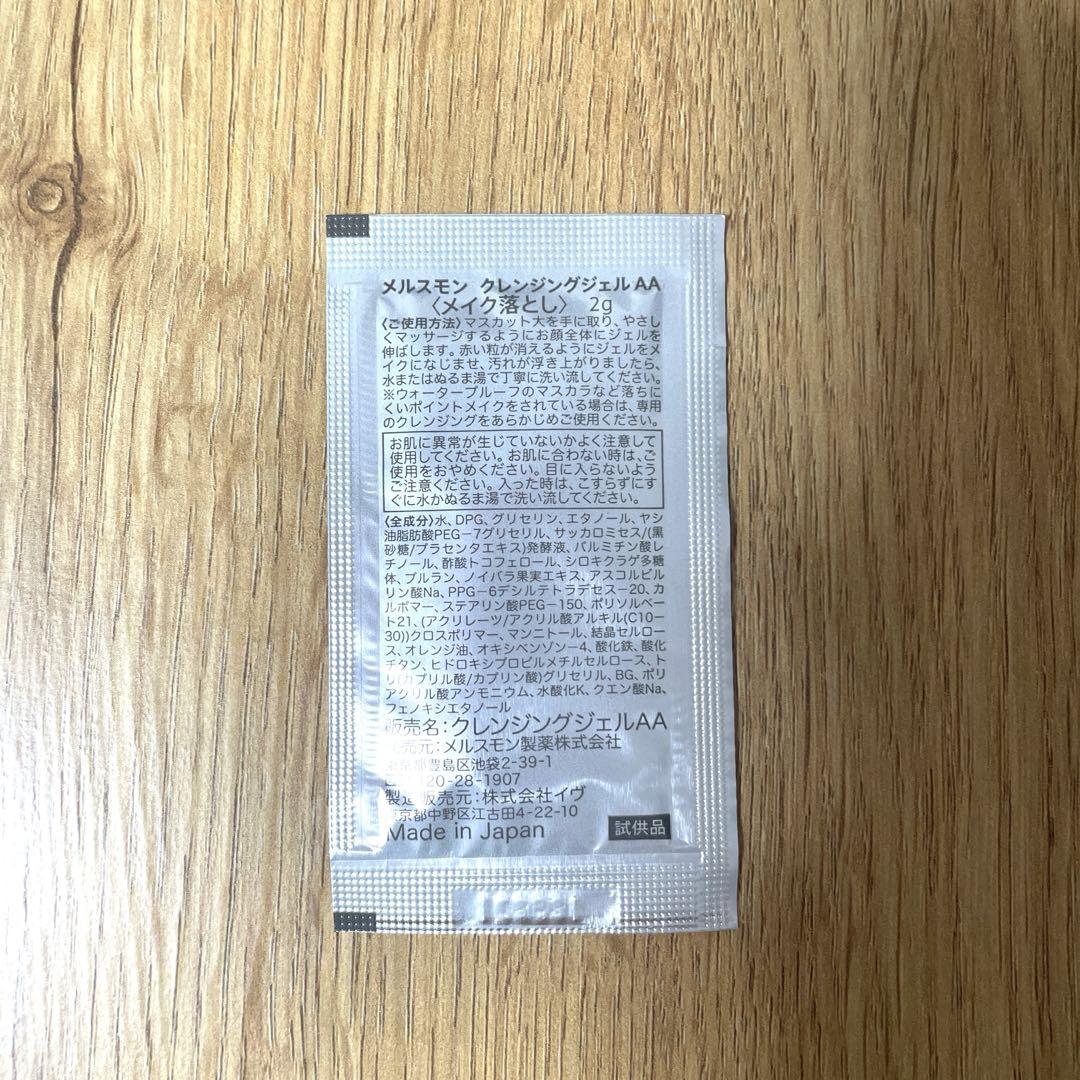 メルスモン クレンジングジェルAA
〈メイク落とし〉 2g
〈ご使用方法〉マスカット大を手に取り、やさし
くマッサージするようにお顔全体にジェルを
伸ばします。赤い粒が消えるようにジェルをメ
イクになじませ、汚れが浮き上がりましたら、
水またはぬるま湯で丁寧に洗い流してください。
※ウォータープルーフのマスカラなど落ちに
くいポイントメイクをされている場合は、専用
のクレンジングをあらかじめご使用ください。
お肌に異常が生じていないかよく注意して
使用してください。お肌に合わない時は、ご
使用をおやめください。目に入らないよう
ご注意ください。入った時は、こすらずにす
ぐに水かぬるま湯で洗い流してください。
〈全成分〉水、DPG、グリセリン、エタノール、ヤシ
油脂肪酸PEG-7グリセリル、サッカロミセス/(黒
砂糖/プラセンタエキス)発酵液、パルミチン酸レ
チノール、酢酸トコフェロール、シロキクラゲ多糖
体、プルラン、ノイバラ果実エキス、アスコルビル
リン酸Na、PPG-6デシルテトラデセス-20、カ
ルボマー、ステアリン酸PEG-150、ポリソルベー
ト21、(アクリレーツ/アクリル酸アルキル(C10-
30))クロスポリマー、マンニトール、結晶セルロー
ス、オレンジ油、オキシベンゾン-4、酸化鉄、酸化
チタン、ヒドロキシプロピルメチルセルロース、ト
リ(カプリル酸/カプリン酸)グリセリル、BG、ポリ
アクリル酸アンモニウム、水酸化K、クエン酸Na、
フェノキシエタノール
販売名:クレンジングジェルAA
売元:メルスモン製薬株式会社
京都豊島区池袋2-39-1
120-28-1907
製造販売元:株式会社イヴ
京都中野区江古田4-22-10
Made in Japan
試供品